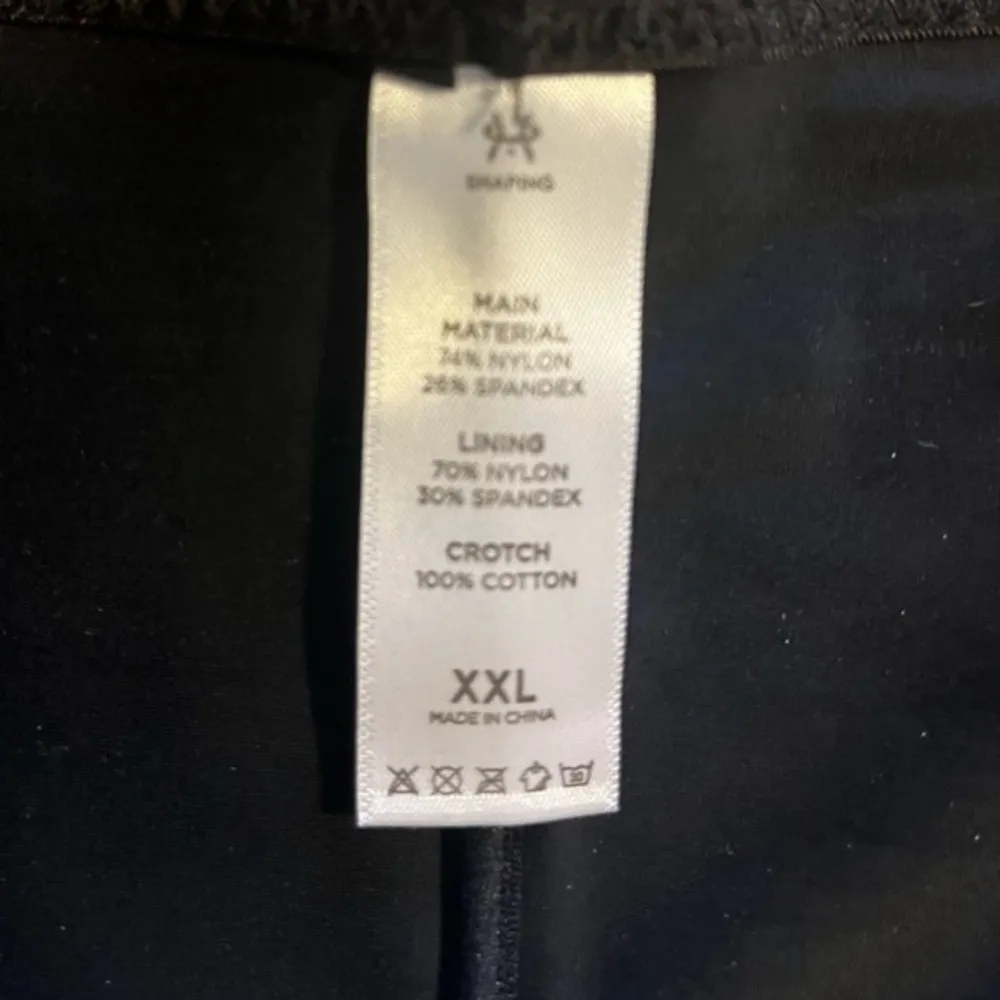 SHAPING
MAIN
MATERIAL
74% NYLON
26% SPANDEX
LINING
70% NYLON
30% SPANDEX
CROTCH
100% COTTON
XXL
MADE IN CHINA
30